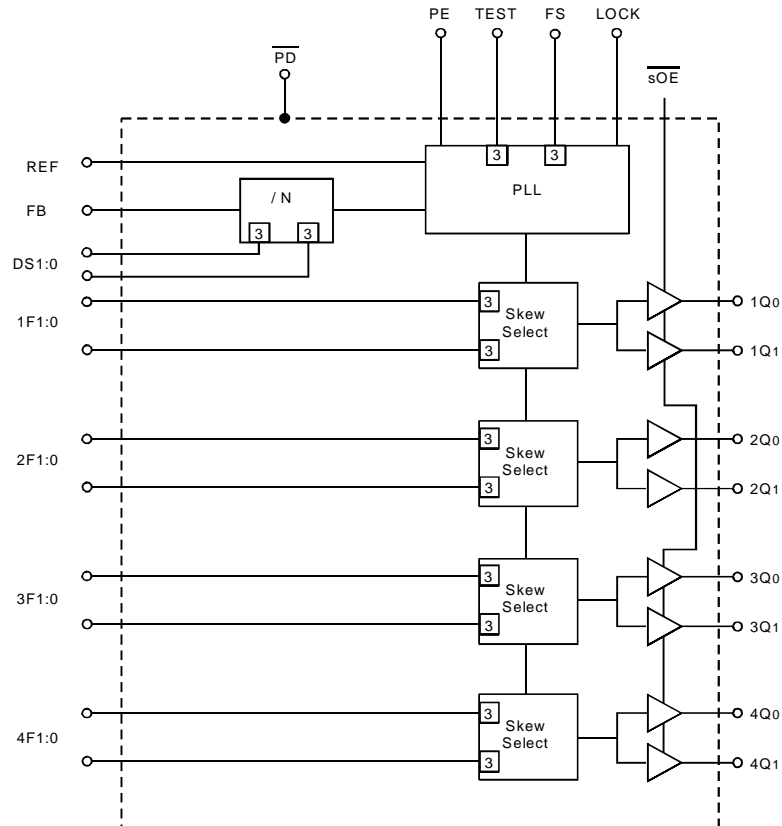 PE TEST FS LOCK
PD
sOE
REF
3 3
PLL
/ N
FB
3 3
DS1:0
1F1:0
3
Skew
Select
3
1Q0
1Q1
2F1:0
3
Skew
Select
3
2Q0
2Q1
3F1:0
3
Skew
Select
3
3Q0
3Q1
4F1:0
3
Skew
Select
3
4Q0
4Q1